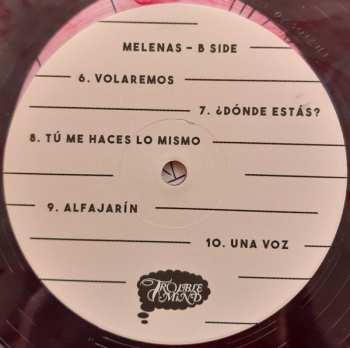 MELENAS – B SIDE
6. VOLAREMOS
7. ¿DÓNDE ESTÁS?
8. TÚ ME HACES LO MISMO
9. ALFAJARÍN
10. UNA VOZ
TROUBLE
IN MIND